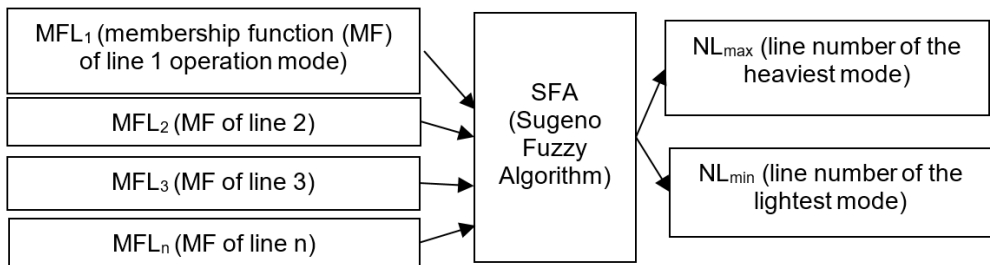 MFL₁ (membership function (MF)
of line 1 operation mode)
MFL₂ (MF of line 2)
MFL₃ (MF of line 3)
MFLₙ (MF of line n)
SFA
(Sugeno
Fuzzy
Algorithm)
NLmax (line number of the
heaviest mode)
NLmin (line number of the
lightest mode)